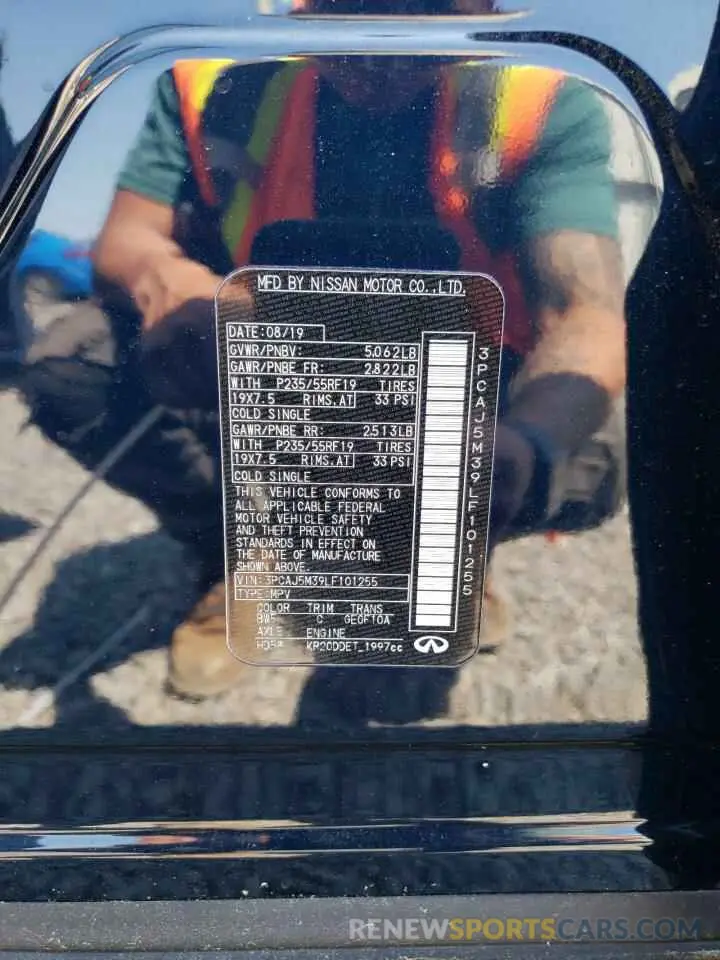 MFD BY NISSAN MOTOR CO.,LTD.
DATE:08/19
GVWR/PNBV: 5,062LB
GAWR/PNBE FR: 2,822LB
WITH P235/55RF19 TIRES
19X7.5 RIMS,AT 33 PSI
COLD SINGLE
GAWR/PNBE RR: 2,513LB
WITH P235/55RF19 TIRES
19X7.5 RIMS,AT 33 PSI
COLD SINGLE
THIS VEHICLE CONFORMS TO
ALL APPLICABLE FEDERAL
MOTOR VEHICLE SAFETY
AND THEFT PREVENTION
STANDARDS IN EFFECT ON
THE DATE OF MANUFACTURE
SHOWN ABOVE.
VIN:3PCAJ5M39LF101255
TYPE:MPV
COLOR TRIM TRANS
C GE0F10A
AXLE ENGINE
KR20DDET_1997cc
3PCAJ5M39LF101255
RENEWSPORTSCARS.COM